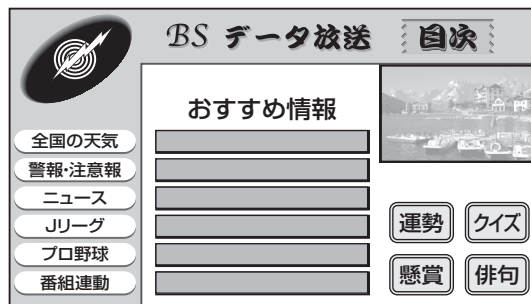 BS データ放送 目次
おすすめ情報
全国の天気
警報・注意報
ニュース
Jリーグ
プロ野球
番組連動
運勢 クイズ
懸賞 俳句